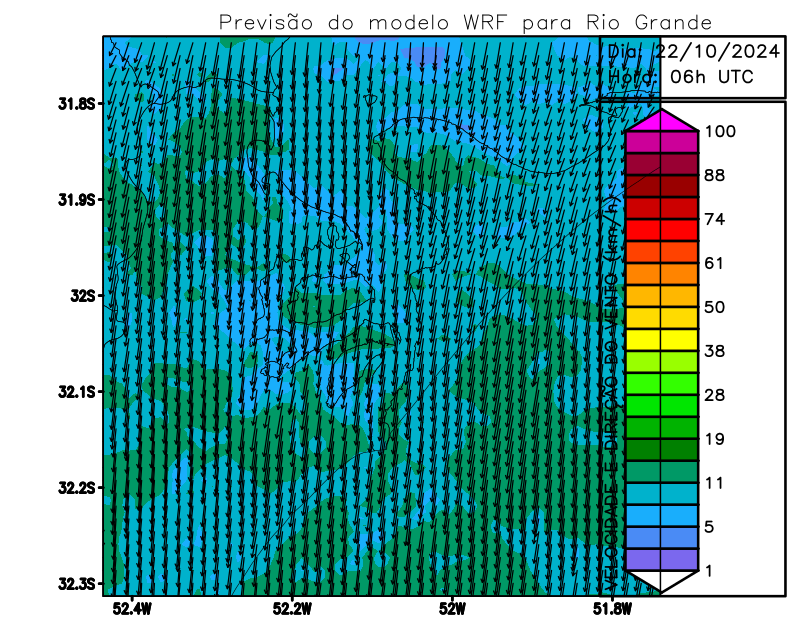 Previsão do modelo WRF para Rio Grande
Dia: 22/10/2024
Hora: 06h UTC
31.8S
31.9S
32S
32.1S
32.2S
32.3S
52.4W
52.2W
52W
51.8W
VELOCIDADE E DIREÇÃO DO VENTO (km/h)
100
88
74
61
50
38
28
19
11
5
1